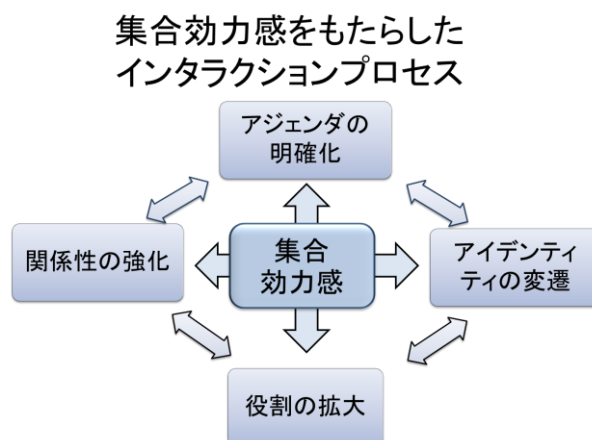 集合効力感をもたらした
インタラクションプロセス
アジェンダの
明確化
関係性の強化
集合
効力感
アイデンティ
ティの変遷
役割の拡大